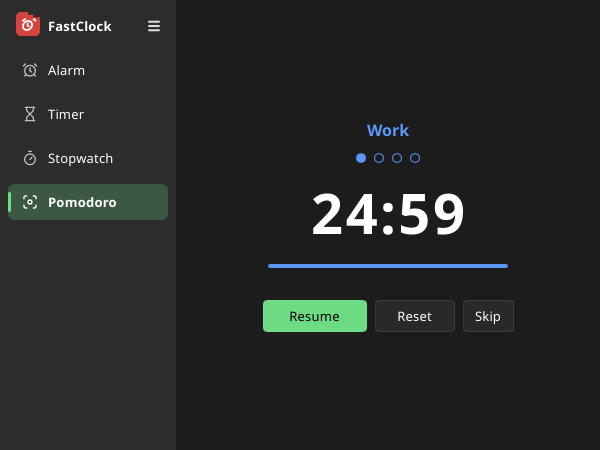 FastClock
Alarm
Timer
Stopwatch
Pomodoro
Work
24:59
Resume
Reset
Skip